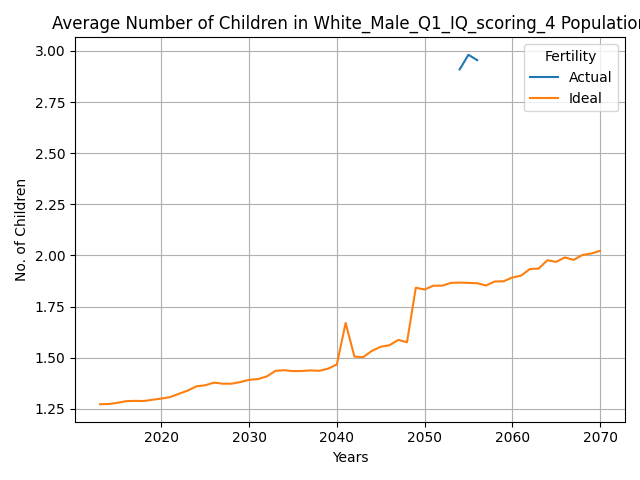 Average Number of Children in White_Male_Q1_IQ_scoring_4 Population
Fertility
Actual
Ideal
No. of Children
3.00
2.75
2.50
2.25
2.00
1.75
1.50
1.25
2020 2030 2040 2050 2060 2070
Years